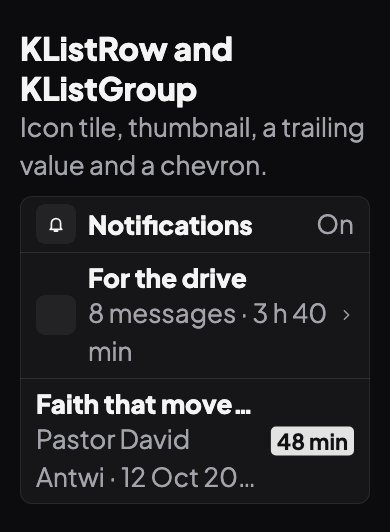 KListRow and
KListGroup
Icon tile, thumbnail, a trailing
value and a chevron.
Notifications On
For the drive
8 messages · 3 h 40
min
Faith that move…
Pastor David
48 min
Antwi · 12 Oct 20…